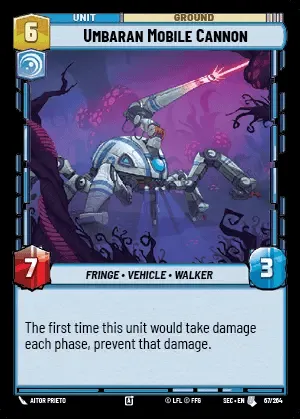 UNIT
GROUND
6
UMBARAN MOBILE CANNON
7
3
FRINGE • VEHICLE • WALKER
The first time this unit would take damage
each phase, prevent that damage.
AITOR PRIETO
© LFL © FFG
SEC • EN
67/264